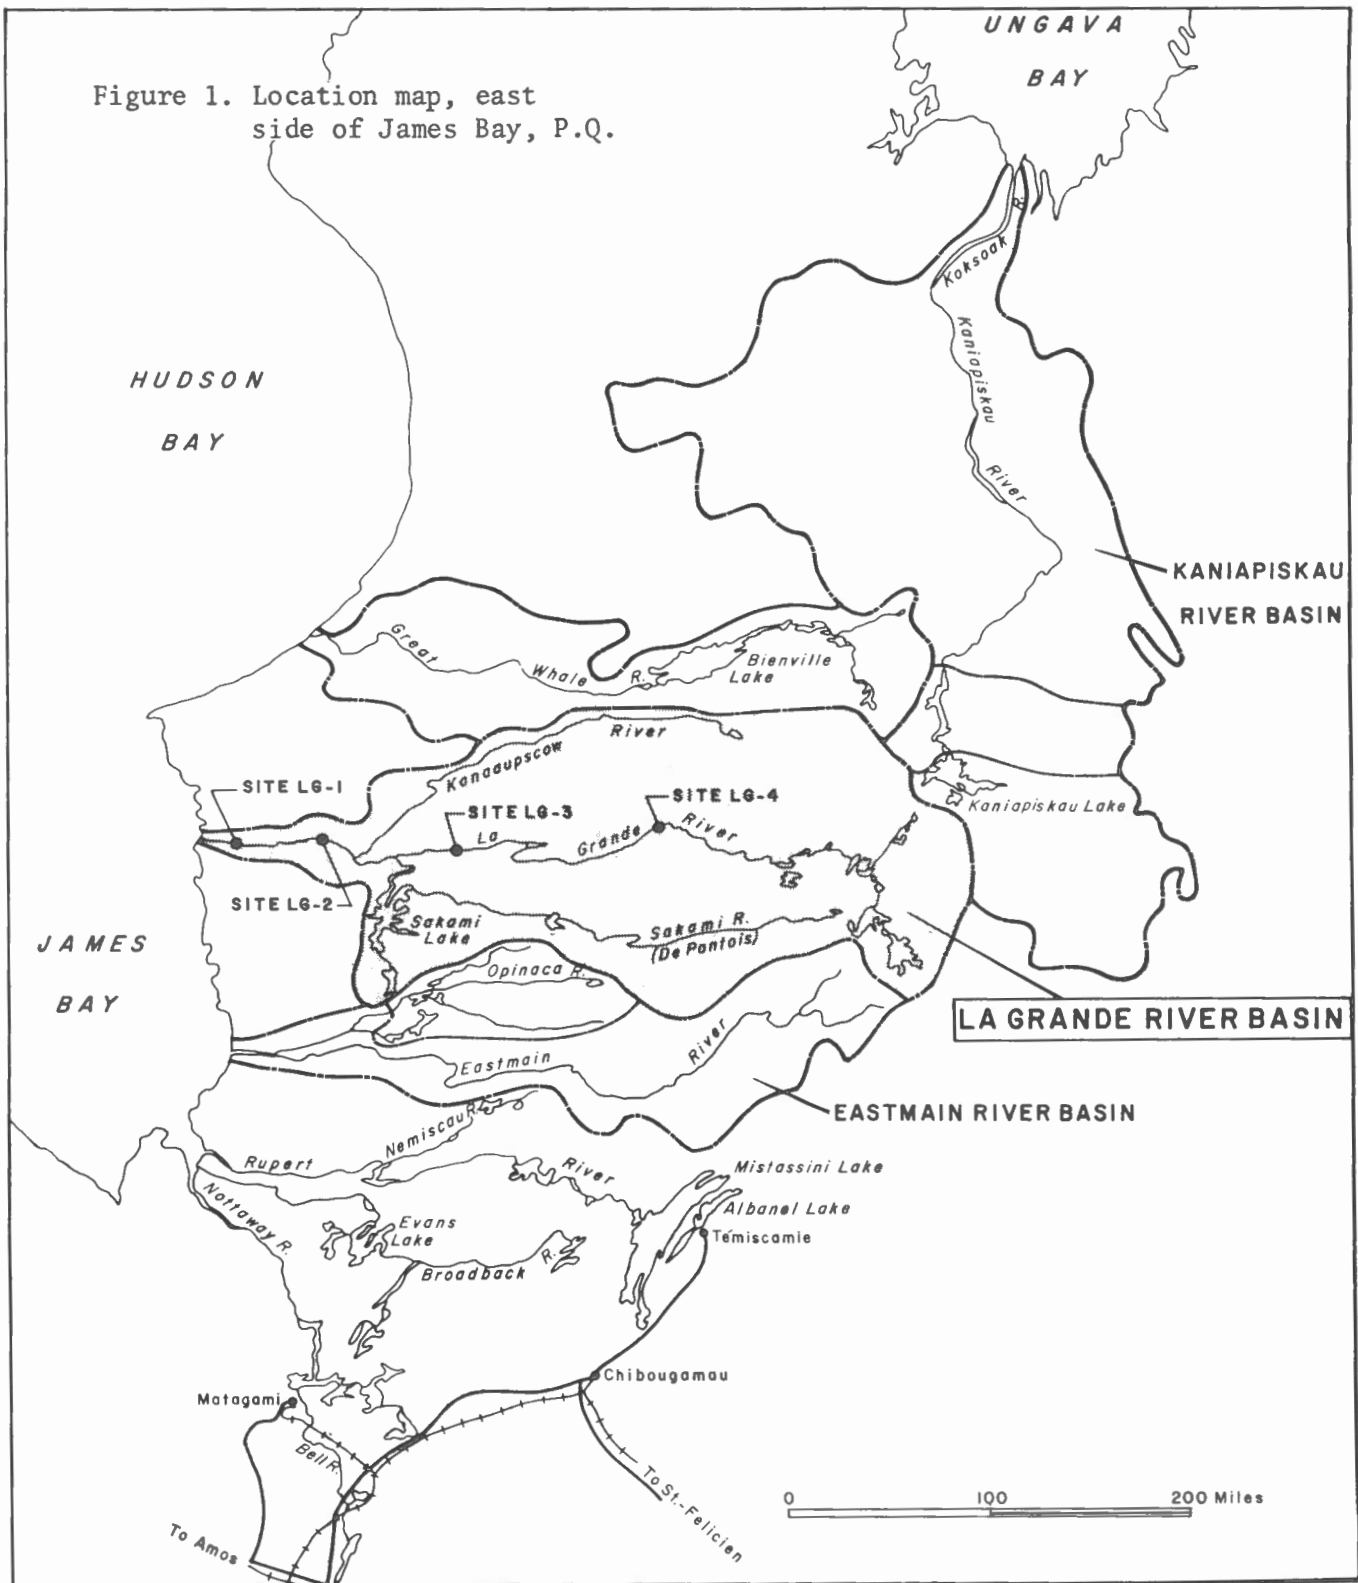 UNGAVA
BAY
Figure 1. Location map, east
side of James Bay, P.Q.
R.
Koksoak
HUDSON
BAY
Kaniapiskau
River
KANIAPISKAU
RIVER BASIN
Great
Whale
R.
Bienville
Lake
River
Kanaaupscow
SITE LG-1
SITE LG-4
SITE LG-3
Kaniapiskau Lake
La
Grande
River
SITE LG-2
Sakami
Lake
Sakami R.
(De Pontois)
JAMES
BAY
Opinaca R.
LA GRANDE RIVER BASIN
River
Eastmain
EASTMAIN RIVER BASIN
Nemiscau R.
Rupert
River
Mistassini Lake
Albanel Lake
Témiscamie
Nottaway R.
Evans
Lake
Broadback
R.
Chibougamau
Matagami
Bell R.
To St.-Felicien
0 100 200 Miles
To Amos